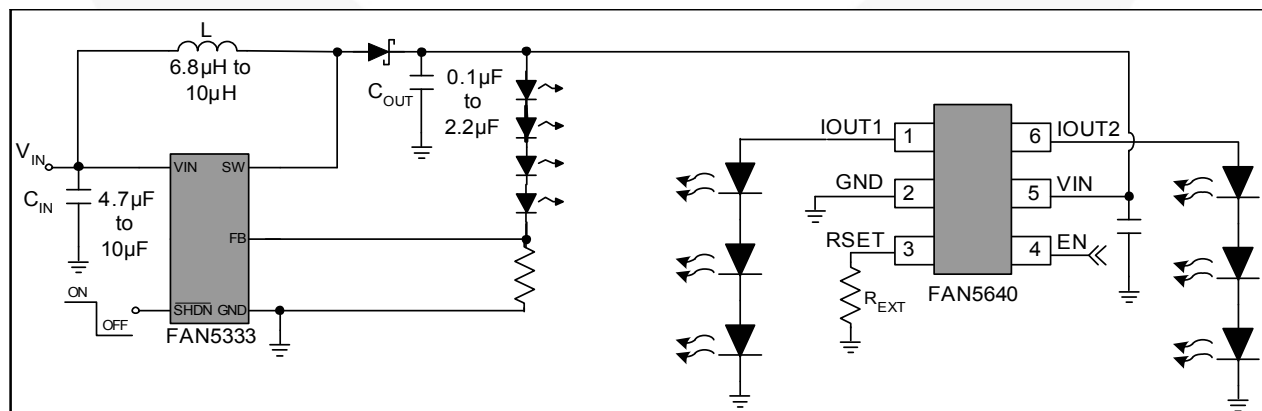 L
6.8µH to
10µH
C_OUT
0.1µF
to
2.2µF
V_IN
C_IN
4.7µF
to
10µF
VIN
SW
FB
SHDN
GND
ON
OFF
FAN5333
IOUT1
1
6
IOUT2
GND
2
5
VIN
RSET
3
4
EN
R_EXT
FAN5640